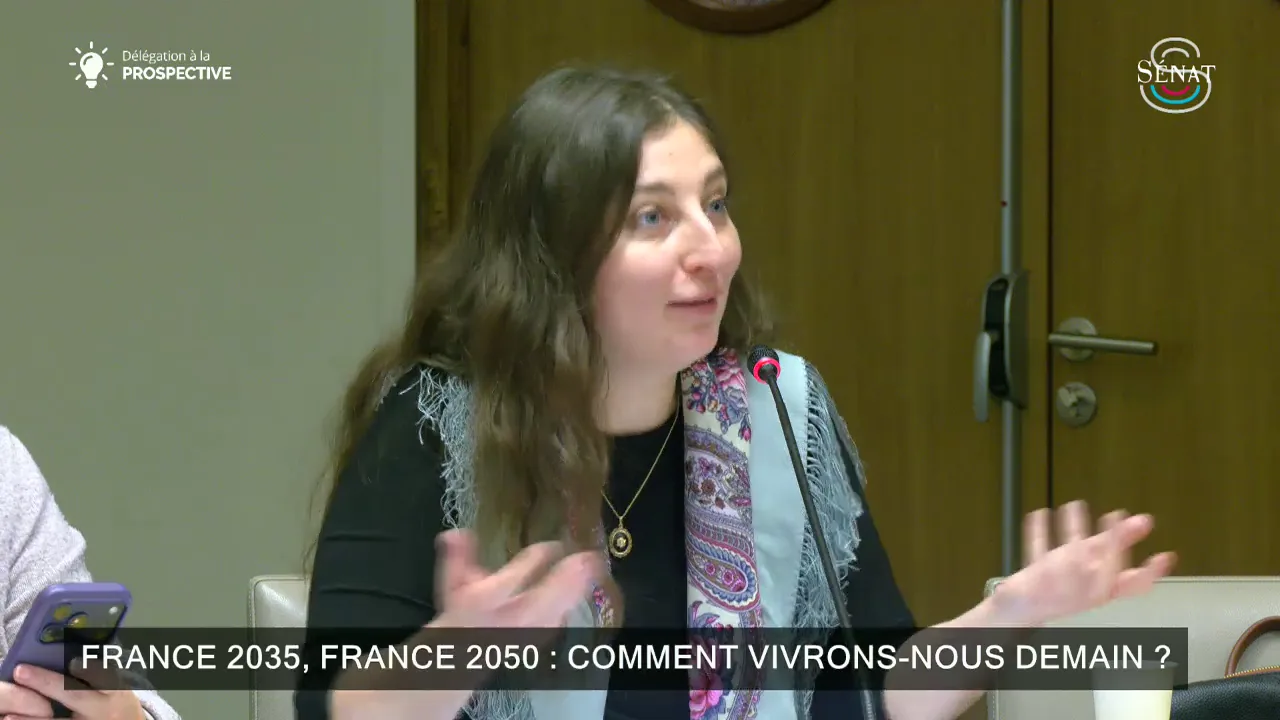 Délégation à la
PROSPECTIVE
SÉNAT
FRANCE 2035, FRANCE 2050 : COMMENT VIVRONS-NOUS DEMAIN ?